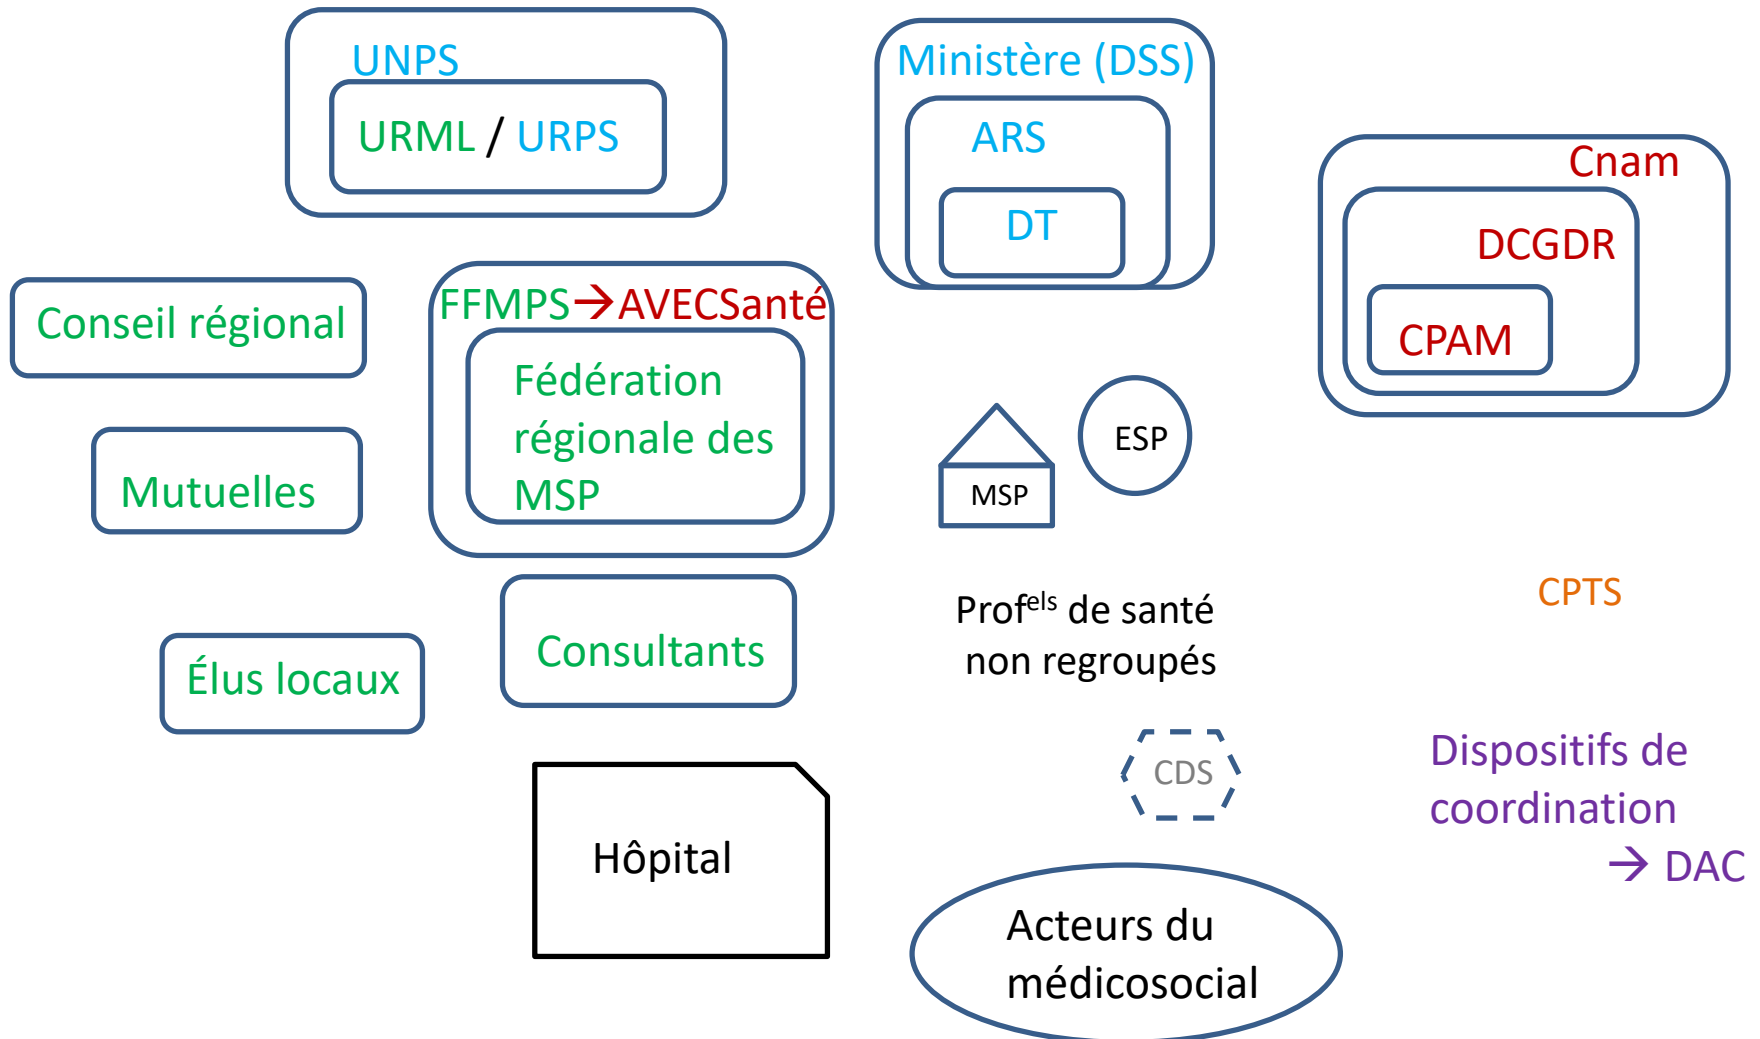 UNPS
URML / URPS
Ministère (DSS)
ARS
DT
Cnam
DCGDR
CPAM
Conseil régional
FFMPS→AVECSanté
Fédération
régionale des
MSP
Mutuelles
MSP
ESP
Consultants
Élus locaux
Profels de santé
non regroupés
CPTS
Hôpital
CDS
Dispositifs de
coordination
→ DAC
Acteurs du
médicosocial